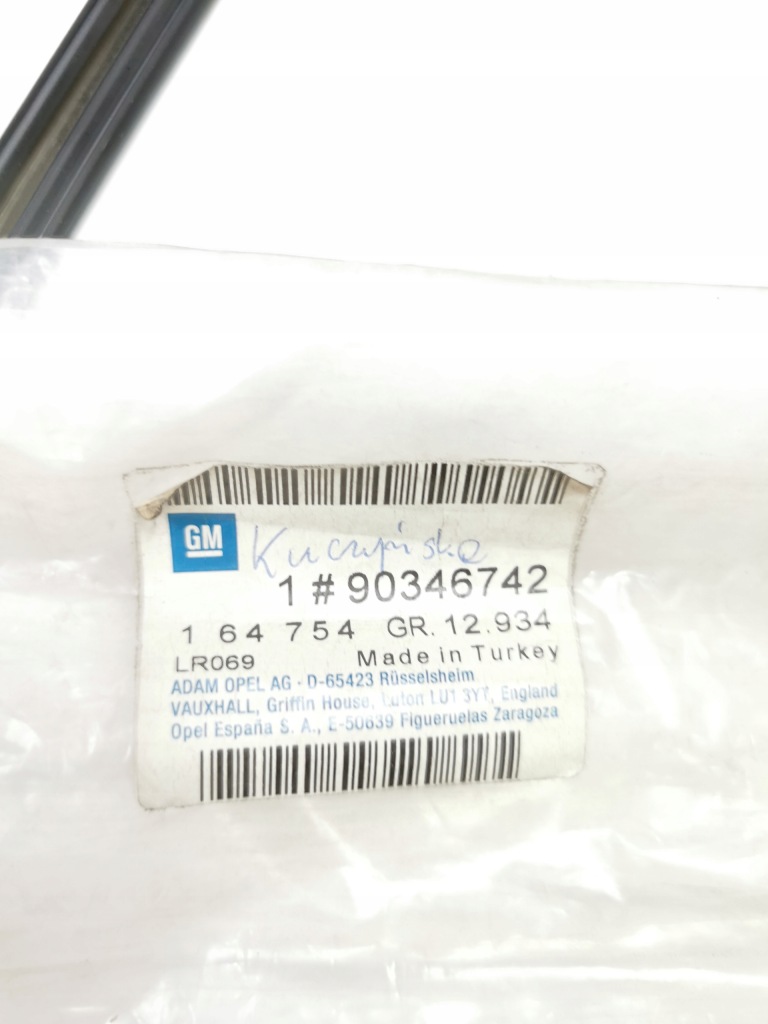 GM
Kuczyńska
1 # 90346742
1 64 754 GR. 12.934
LR069 Made in Turkey
ADAM OPEL AG · D-65423 Rüsselsheim
VAUXHALL, Griffin House, Luton LU1 3YT, England
Opel España S. A., E-50639 Figueruelas Zaragoza